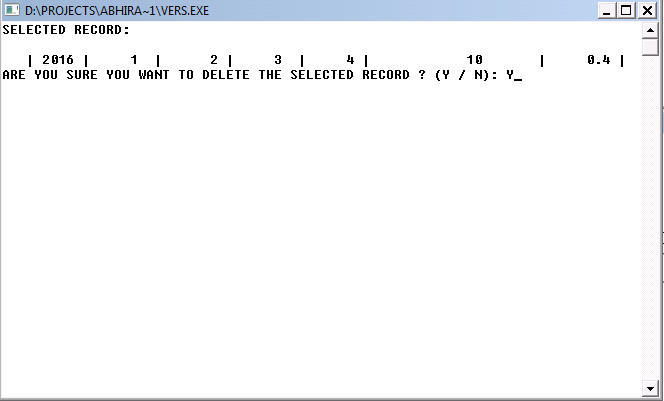 D:\PROJECTS\ABHIRA~1\VERS.EXE
SELECTED RECORD:
| 2016 | 1 | 2 | 3 | 4 | 10 | 0.4 |
ARE YOU SURE YOU WANT TO DELETE THE SELECTED RECORD ? (Y / N): Y_